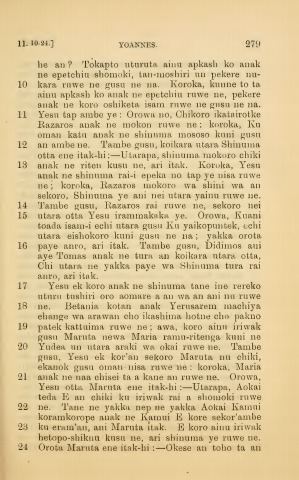 11. 10-24.] YOANNES. 279
he an? Tokapto uturuta ainu apkash ko anak
ne epetchiu shomoki, tan-moshiri un pekere nu-
10 kara ruwe ne gusu ne na. Koroka, kunne to ta
ainu apkash ko anak ne epetchiu ruwe ne, pekere
anak ne koro oshiketa isam ruwe ne gusu ne na.
11 Yesu tap ambe ye: Orowa no, Chikoro ikatairotke
Razaros anak ne mokon ruwe ne; koroka, Ku
oman katu anak ne shinuma mososo kuni gusu
12 an ambe ne. Tambe gusu, koikara utara Shinuma
otta ene itak-hi:—Utarapa, shinuma mokoro chiki
13 anak ne riten kusu ne, ari itak. Koroka, Yesu
anak ne shinuma rai-i epeka no tap ye nisa ruwe
ne; koroka, Razaros mokoro wa shini wa an
sekoro, Shinuma ye ani nei utara yainu ruwe ne.
14 Tambe gusu, Razaros rai ruwe ne, sekoro nei
15 utara otta Yesu irammakaka ye. Orowa, Kuani
toada isam-i echi utara gusu Ku yaikopuntek, echi
utara eishokoro kuni gusu ne na; yakka orota
16 paye anro, ari itak. Tambe gusu, Didimos ani
aye Tomas anak ne tura an koikara utara otta,
Chi utara ne yakka paye wa Shinuma tura rai
anro, ari itak.
17 Yesu ek koro anak ne shinuma tane ine rereko
uturu tushiri oro aomare a an wa an ani nu ruwe
18 ne. Betania kotan anak Yerusarem machiya
ehange wa arawan cho ikashima hotne cho pakno
19 patek kattuima ruwe ne; awa, koro ainu iriwak
gusu Maruta newa Maria ramu-ritenga kuni ne
20 Yudea un utara araki wa okai ruwe ne. Tambe
gusu, Yesu ek kor'an sekoro Maruta nu chiki,
ekanok gusu oman nisa ruwe ne: koroka, Maria
21 anak ne naa chisei ta a kane an ruwe ne. Orowa,
Yesu otta Maruta ene itak-hi:—Utarapa, Aokai
teda E an chiki ku iriwak rai a shomoki ruwe
22 ne. Tane ne yakka nep ne yakka Aokai Kamui
koramkorope anak ne Kamui E kore sekor'ambe
23 ku eram'an, ani Maruta itak. E koro ainu iriwak
hetopo-shiknu kusu ne, ari shinuma ye ruwe ne.
24 Orota Maruta ene itak-hi:—Okese an toho ta an